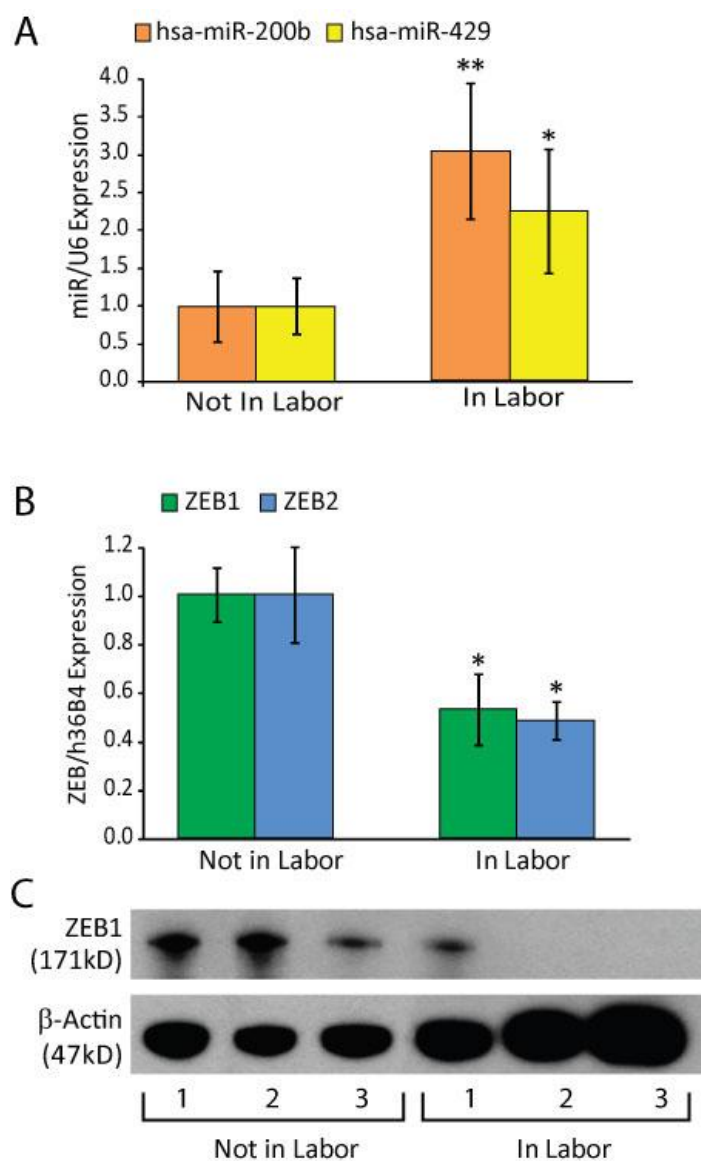 A
hsa-miR-200b hsa-miR-429
miR/U6 Expression
4.0
3.5
3.0
2.5
2.0
1.5
1.0
0.5
0.0
**
*
Not In Labor In Labor
B
ZEB1 ZEB2
ZEB/h36B4 Expression
1.2
1.0
0.8
0.6
0.4
0.2
0.0
* *
Not in Labor In Labor
C
ZEB1
(171kD)
β-Actin
(47kD)
1 2 3 1 2 3
Not in Labor In Labor